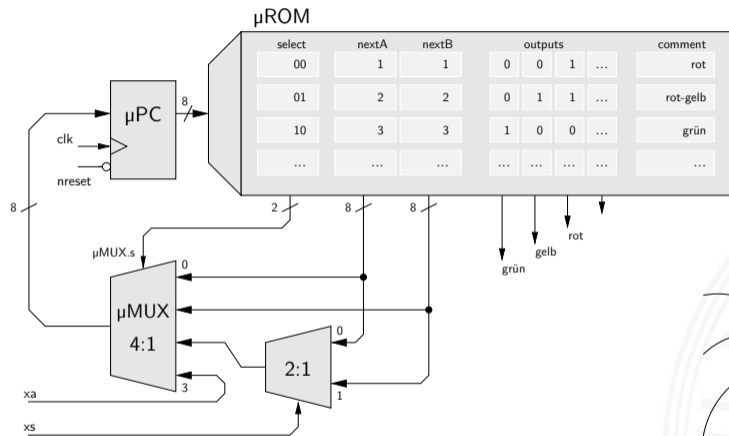 µROM
select nextA nextB outputs comment
00 1 1 0 0 1 ... rot
01 2 2 0 1 1 ... rot-gelb
10 3 3 1 0 0 ... grün
... ... ... ... ... ... ... ...
µPC
8
clk
nreset
8
2
8
8
µMUX.s
grün
gelb
rot
0
µMUX
4:1
3
0
2:1
1
xa
xs